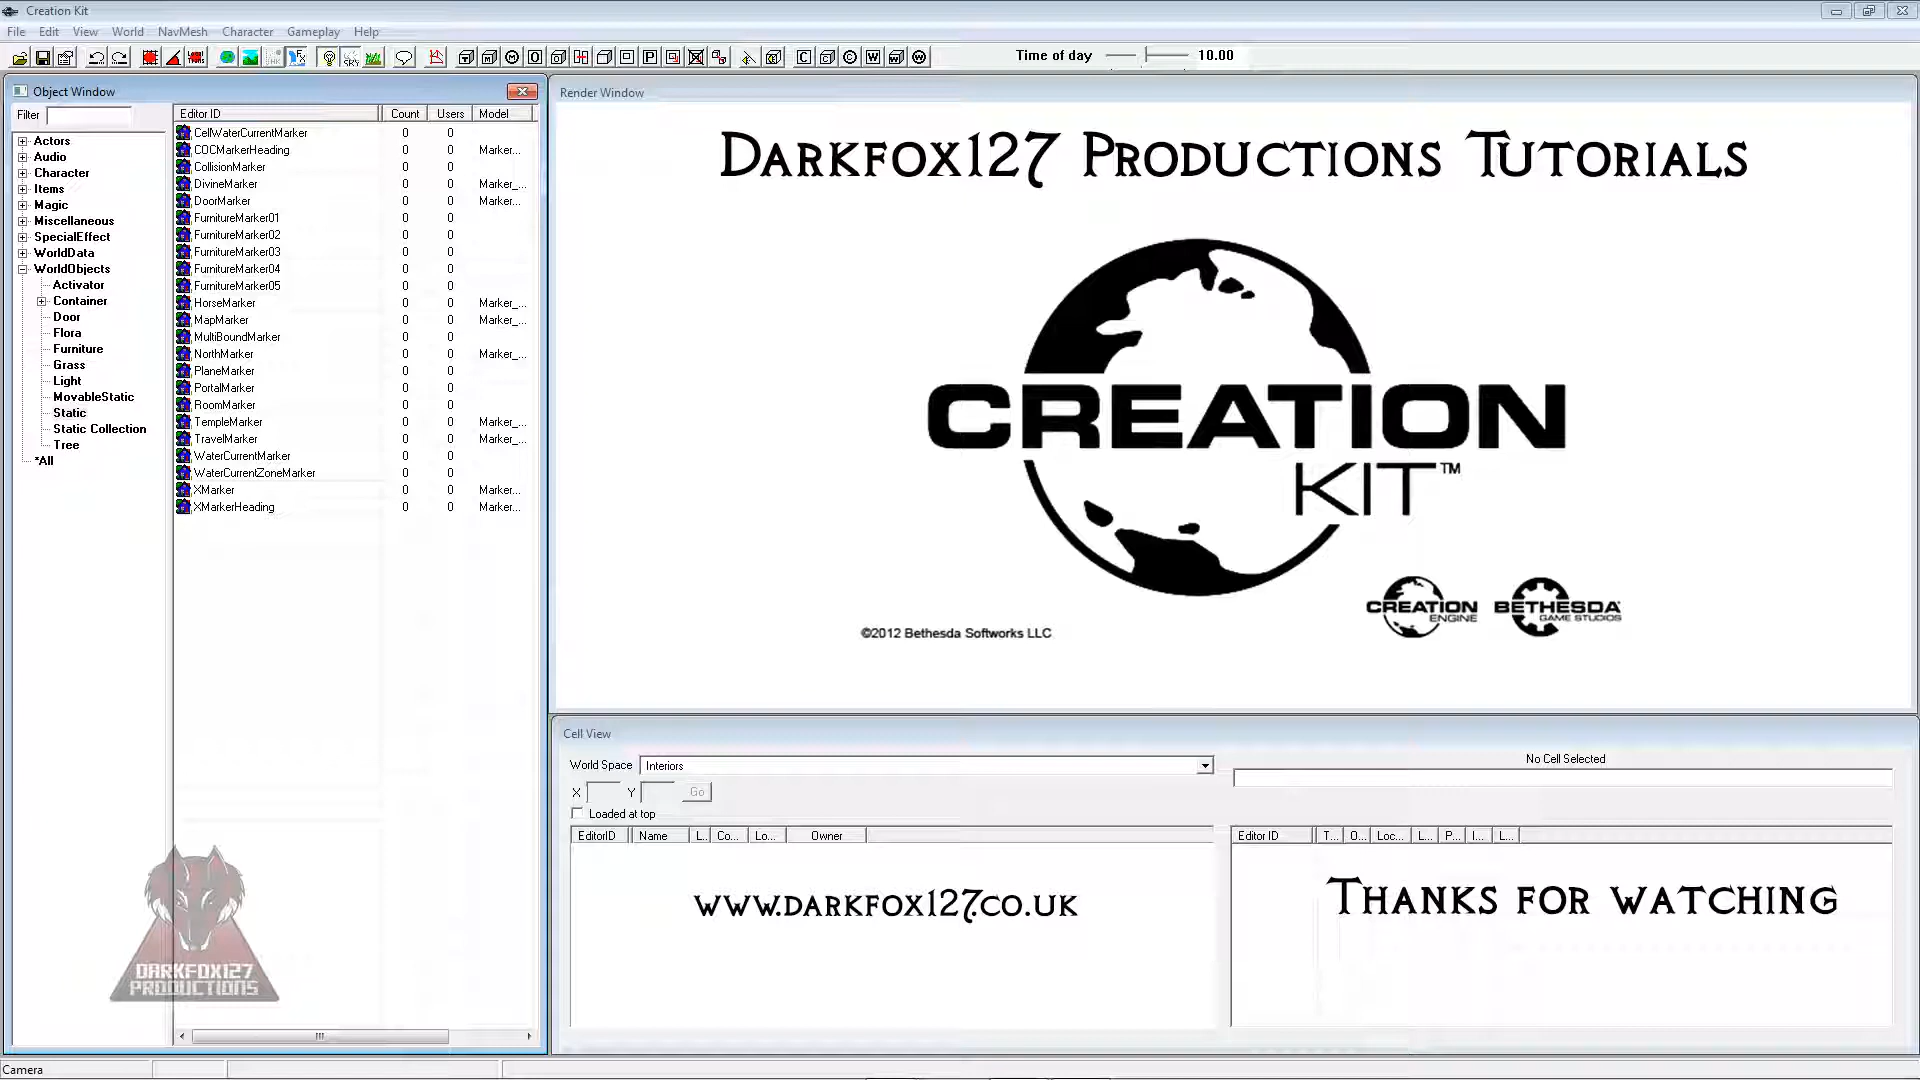 Creation Kit
File Edit View World NavMesh Character Gameplay Help
Time of day 10.00
Object Window
Filter
Actors
Audio
Character
Items
Magic
Miscellaneous
SpecialEffect
WorldData
WorldObjects
Activator
Container
Door
Flora
Furniture
Grass
Light
MovableStatic
Static
Static Collection
Tree
*All
Editor ID Count Users Model
CellWaterCurrentMarker 0 0
COCMarkerHeading 0 0 Marker...
CollisionMarker 0 0
DivineMarker 0 0 Marker_...
DoorMarker 0 0 Marker...
FurnitureMarker01 0 0
FurnitureMarker02 0 0
FurnitureMarker03 0 0
FurnitureMarker04 0 0
FurnitureMarker05 0 0
HorseMarker 0 0 Marker_...
MapMarker 0 0 Marker_...
MultiBoundMarker 0 0
NorthMarker 0 0 Marker_...
PlaneMarker 0 0
PortalMarker 0 0
RoomMarker 0 0
TempleMarker 0 0 Marker_...
TravelMarker 0 0 Marker_...
WaterCurrentMarker 0 0
WaterCurrentZoneMarker 0 0
XMarker 0 0 Marker...
XMarkerHeading 0 0 Marker...
DARKFOX127
PRODUCTIONS
Render Window
Darkfox127 Productions Tutorials
CREATION
KIT™
CREATION
ENGINE
BETHESDA
GAME STUDIOS
©2012 Bethesda Softworks LLC
Cell View
World Space Interiors
X Y Go
Loaded at top
EditorID Name L.. Co... Lo... Owner
www.darkfox127.co.uk
No Cell Selected
Editor ID T... O... Loc... L... P... I... L...
Thanks for watching
Camera